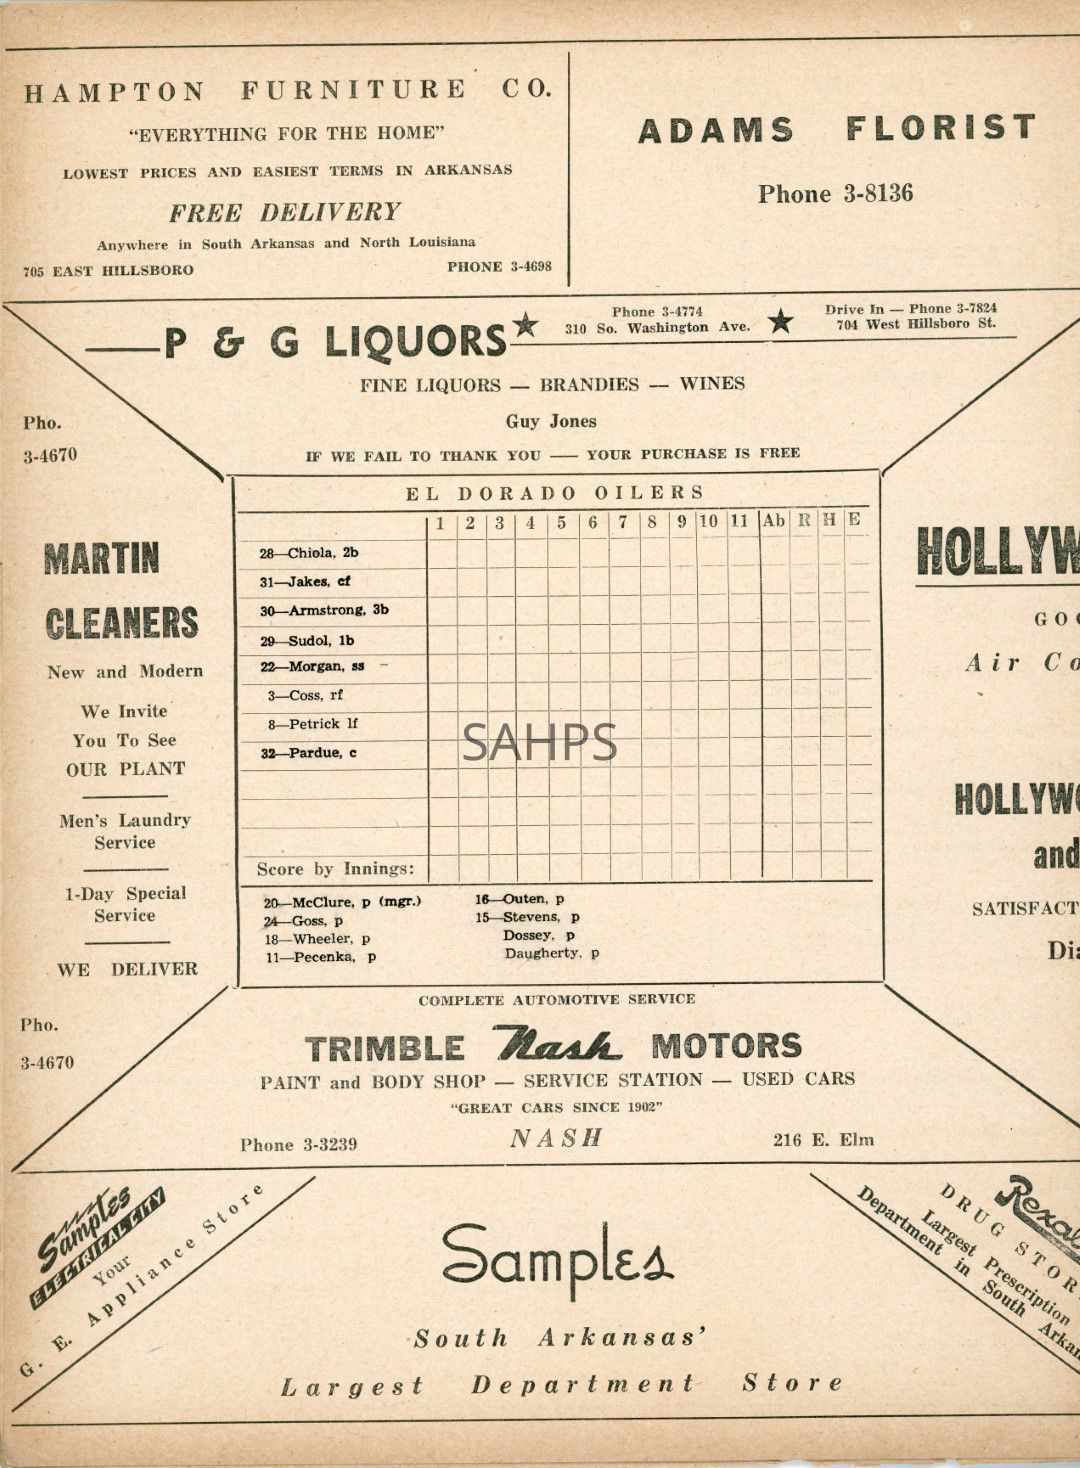 HAMPTON FURNITURE CO.
"EVERYTHING FOR THE HOME"
LOWEST PRICES AND EASIEST TERMS IN ARKANSAS
FREE DELIVERY
Anywhere in South Arkansas and North Louisiana
705 EAST HILLSBORO PHONE 3-4698
ADAMS FLORIST
Phone 3-8136
P & G LIQUORS
Phone 3-4774
310 So. Washington Ave.
Drive In — Phone 3-7824
704 West Hillsboro St.
FINE LIQUORS — BRANDIES — WINES
Guy Jones
IF WE FAIL TO THANK YOU — YOUR PURCHASE IS FREE
Pho.
3-4670
MARTIN
CLEANERS
New and Modern
We Invite
You To See
OUR PLANT
Men's Laundry
Service
1-Day Special
Service
WE DELIVER
Pho.
3-4670
EL DORADO OILERS
1 2 3 4 5 6 7 8 9 10 11 Ab R H E
28—Chiola, 2b
31—Jakes, cf
30—Armstrong, 3b
29—Sudol, 1b
22—Morgan, ss
3—Coss, rf
8—Petrick lf
32—Pardue, c
SAHPS
Score by Innings:
20—McClure, p (mgr.)
24—Goss, p
18—Wheeler, p
11—Pecenka, p
16—Outen, p
15—Stevens, p
Dossey, p
Daugherty, p
HOLLYW
GO
Air Co
HOLLYW
and
SATISFACT
Di
COMPLETE AUTOMOTIVE SERVICE
TRIMBLE Nash MOTORS
PAINT and BODY SHOP — SERVICE STATION — USED CARS
"GREAT CARS SINCE 1902"
Phone 3-3239 NASH 216 E. Elm
Samples
ELECTRICAL CITY
Your
G. E. Appliance Store
Samples
South Arkansas'
Largest Department Store
Rexal
DRUG STOR
Largest Prescription
Department in South Arkan